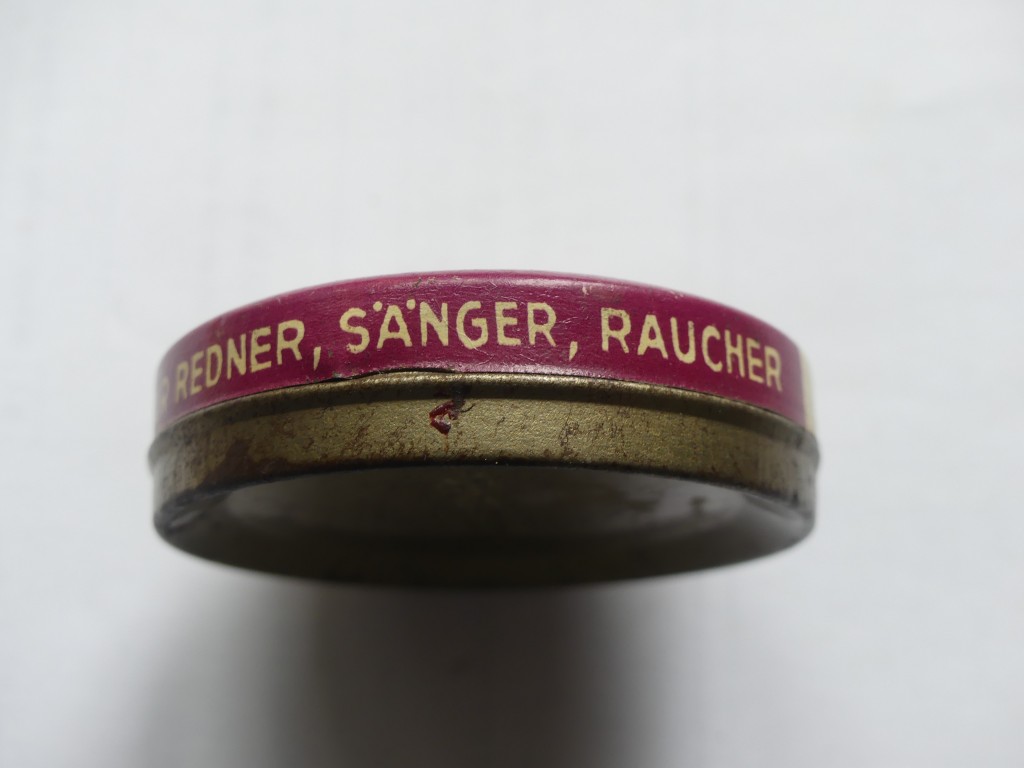 REDNER, SÄNGER, RAUCHER